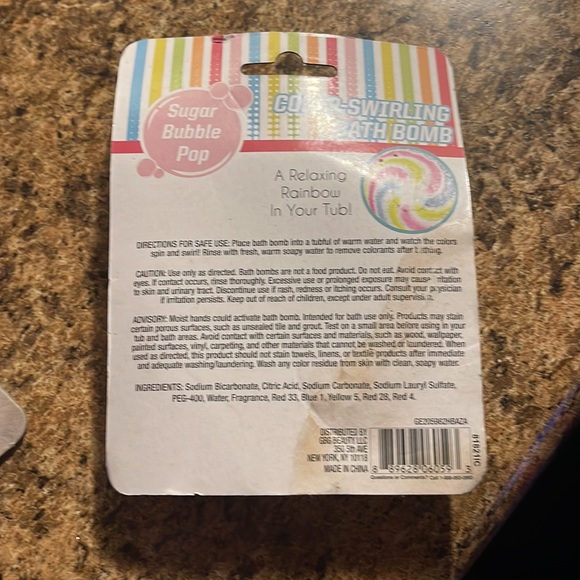 Sugar
Bubble
Pop
COLOR-SWIRLING
BATH BOMB
A Relaxing
Rainbow
In Your Tub!
DIRECTIONS FOR SAFE USE: Place bath bomb into a tubful of warm water and watch the colors
spin and swirl! Rinse with fresh, warm soapy water to remove colorants after bathing.
CAUTION: Use only as directed. Bath bombs are not a food product. Do not eat. Avoid contact with
eyes. If contact occurs, rinse thoroughly. Excessive use or prolonged exposure may cause irritation
to skin and urinary tract. Discontinue use if rash, redness or itching occurs. Consult your physician
if irritation persists. Keep out of reach of children, except under adult supervision.
ADVISORY: Moist hands could activate bath bomb. Intended for bath use only. Products may stain
certain porous surfaces, such as unsealed tile and grout. Test on a small area before using in your
tub and bath areas. Avoid contact with certain surfaces and materials, such as wood, wallpaper,
painted surfaces, vinyl, carpeting, and other materials that cannot be washed or laundered. When
used as directed, this product should not stain towels, linens, or textile products after immediate
and adequate washing/laundering. Wash any color residue from skin with clean, soapy water.
INGREDIENTS: Sodium Bicarbonate, Citric Acid, Sodium Carbonate, Sodium Lauryl Sulfate,
PEG-400, Water, Fragrance, Red 33, Blue 1, Yellow 5, Red 28, Red 4.
DISTRIBUTED BY
GBG BEAUTY LLC
350 5th AVE
NEW YORK, NY 10118
MADE IN CHINA
81821C
Questions or Comments? Call